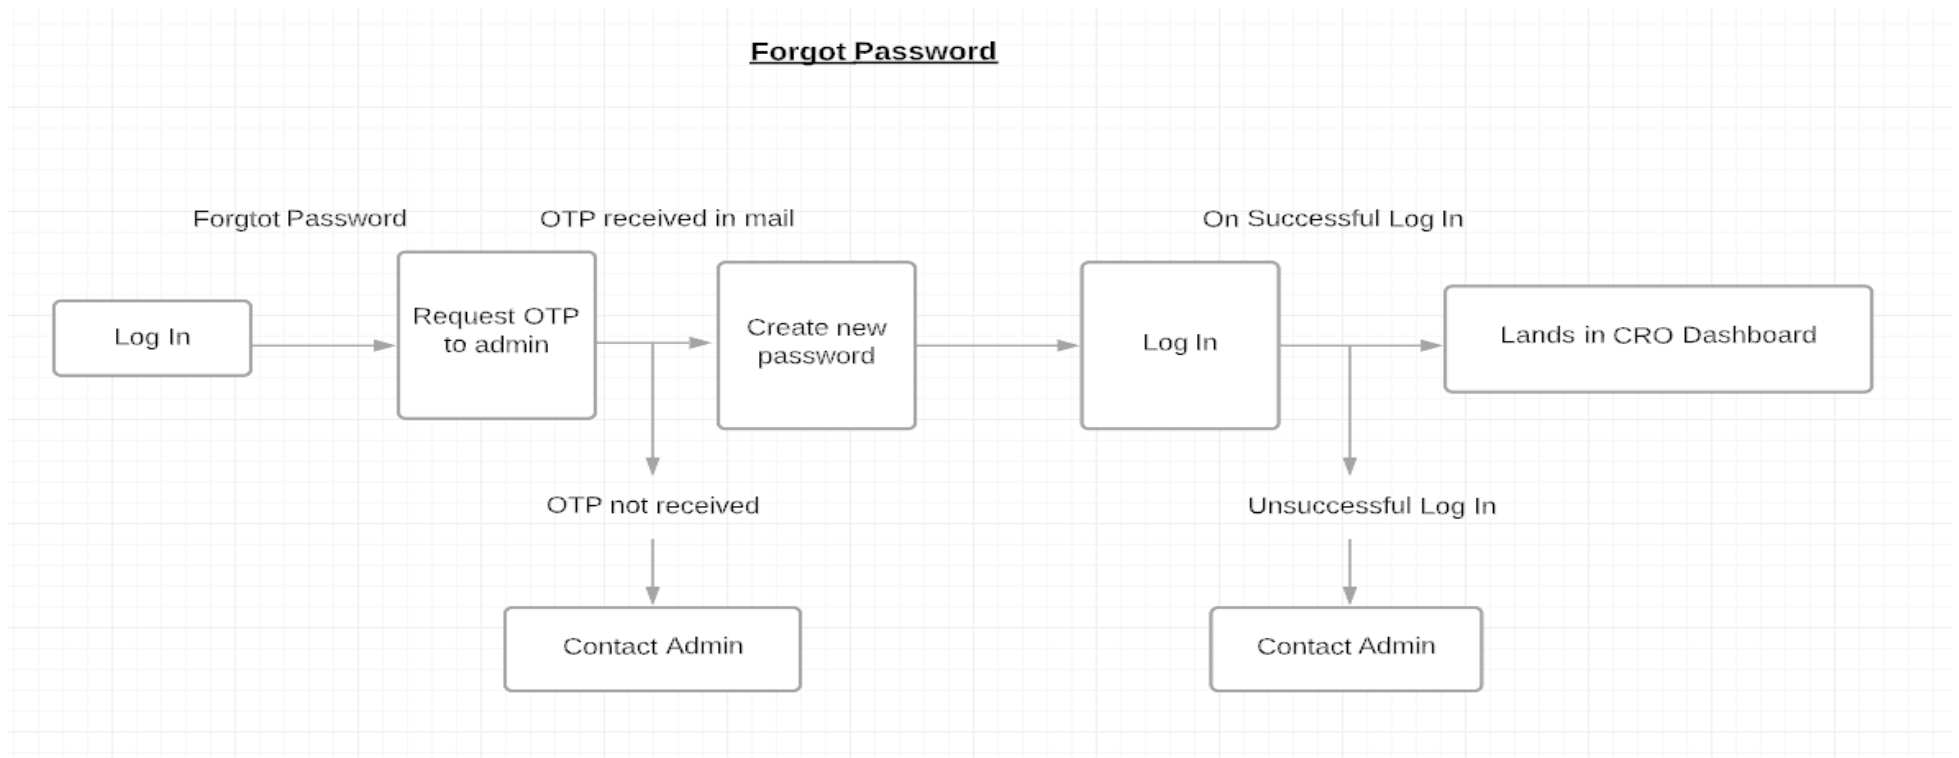 Forgot Password
Forgtot Password
OTP received in mail
On Successful Log In
Log In
Request OTP
to admin
Create new
password
Log In
Lands in CRO Dashboard
OTP not received
Unsuccessful Log In
Contact Admin
Contact Admin